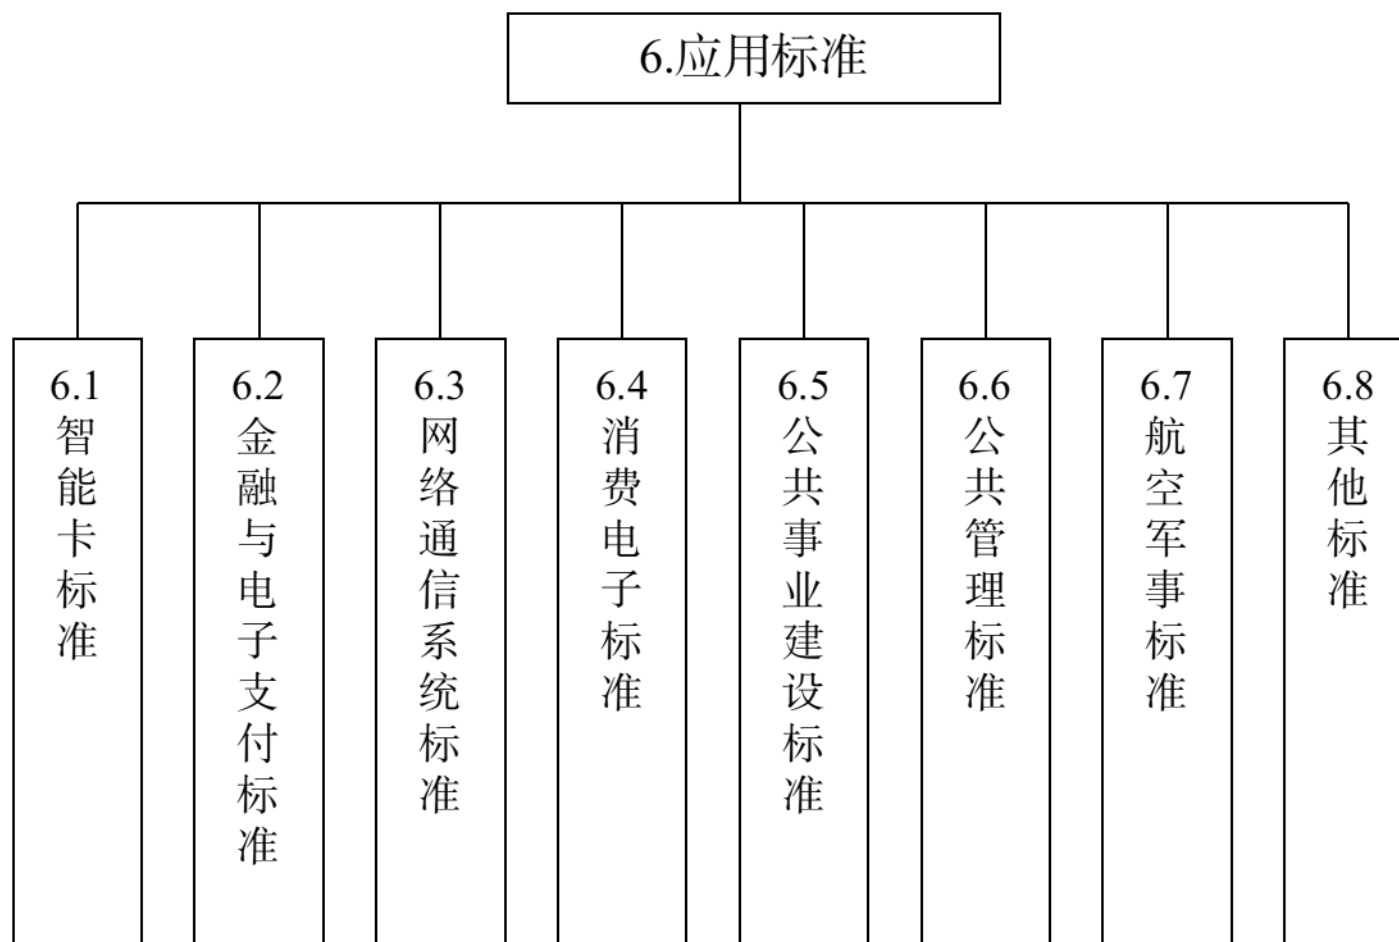 6.应用标准
6.1
智能卡标准
6.2
金融与电子支付标准
6.3
网络通信系统标准
6.4
消费电子标准
6.5
公共事业建设标准
6.6
公共管理标准
6.7
航空军事标准
6.8
其他标准